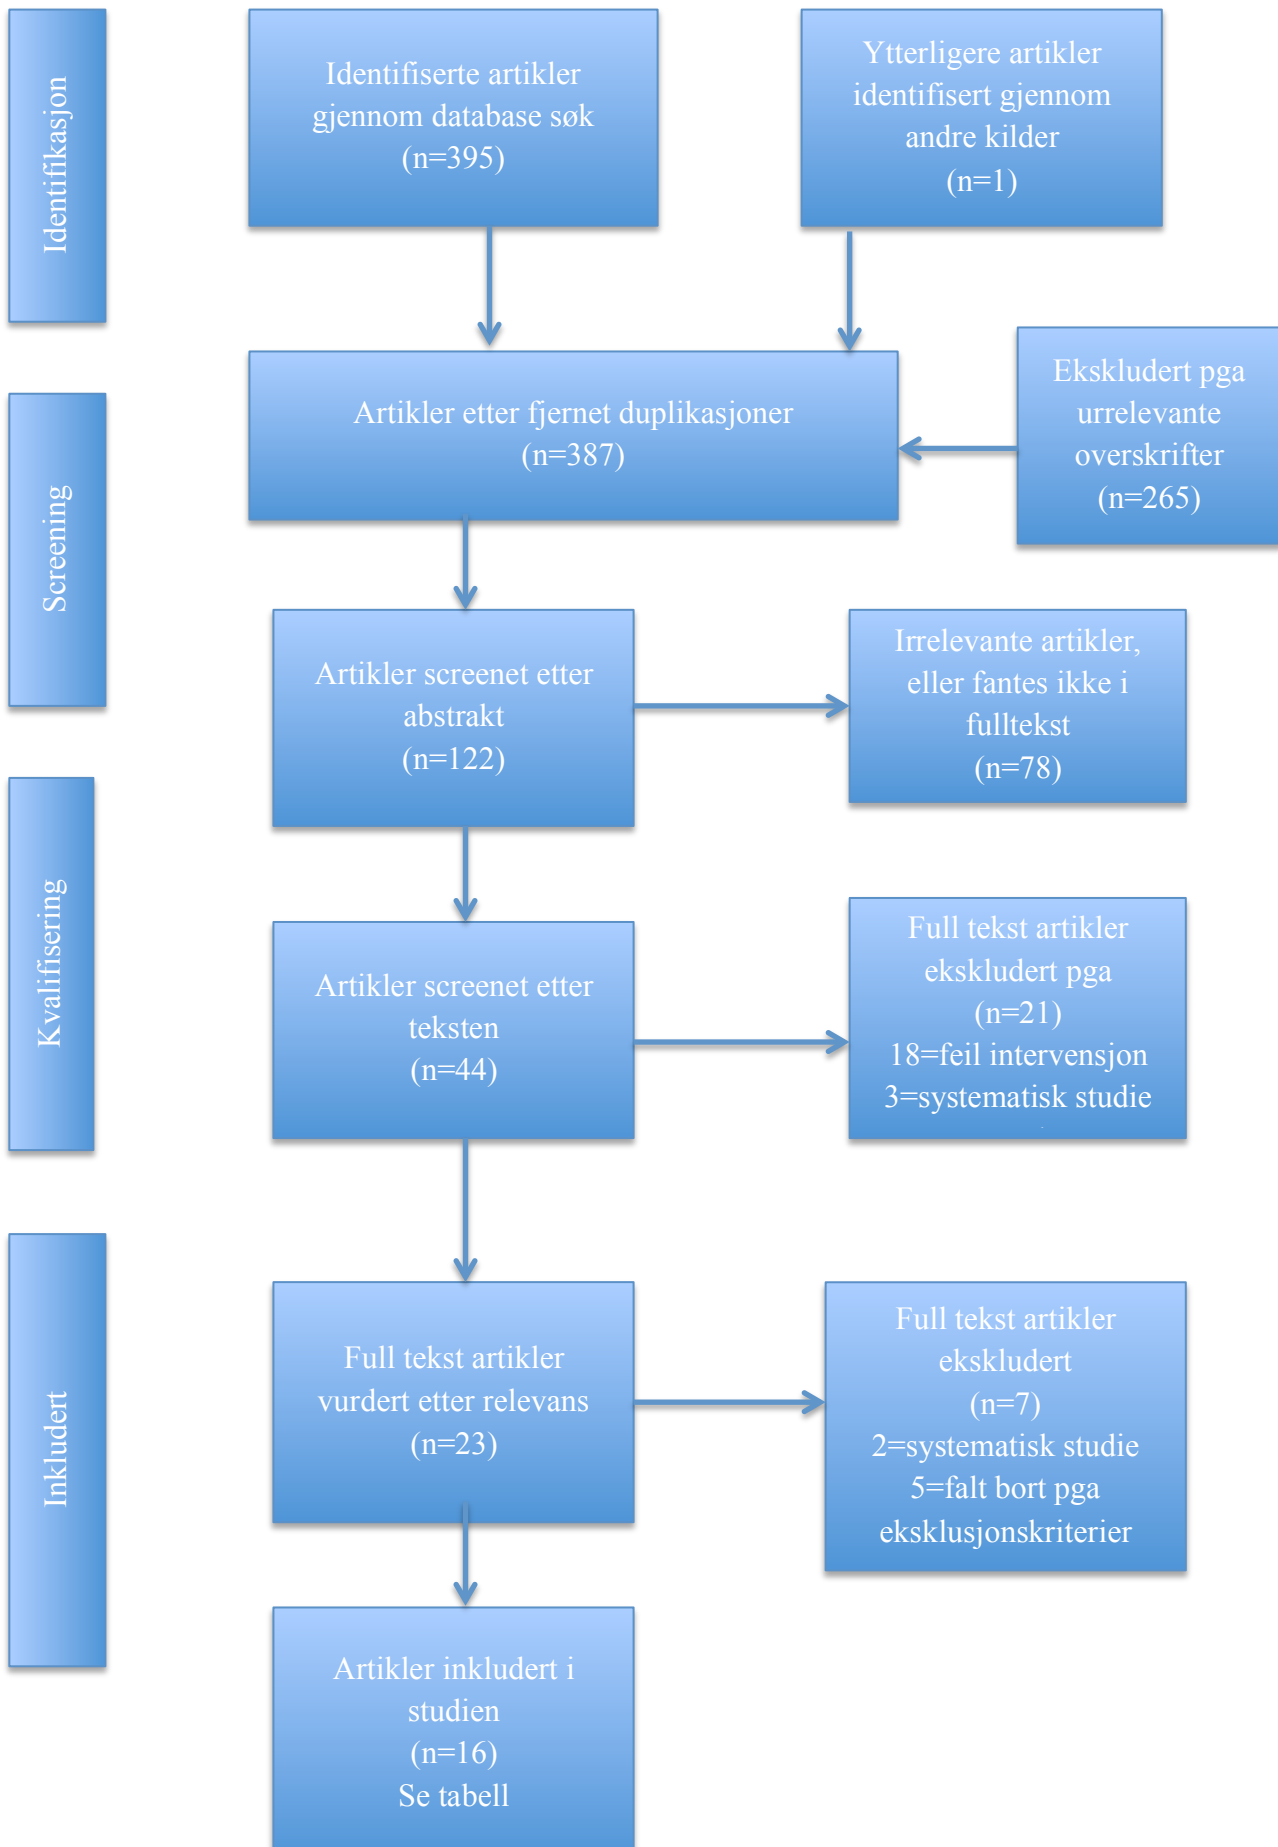 Identifikasjon
Identifiserte artikler
gjennom database søk
(n=395)
Ytterligere artikler
identifisert gjennom
andre kilder
(n=1)
Screening
Artikler etter fjernet duplikasjoner
(n=387)
Ekskludert pga
urrelevante
overskrifter
(n=265)
Artikler screenet etter
abstrakt
(n=122)
Irrelevante artikler,
eller fantes ikke i
fulltekst
(n=78)
Kvalifisering
Artikler screenet etter
teksten
(n=44)
Full tekst artikler
ekskludert pga
(n=21)
18=feil intervensjon
3=systematisk studie
Inkludert
Full tekst artikler
vurdert etter relevans
(n=23)
Full tekst artikler
ekskludert
(n=7)
2=systematisk studie
5=falt bort pga
eksklusjonskriterier
Artikler inkludert i
studien
(n=16)
Se tabell